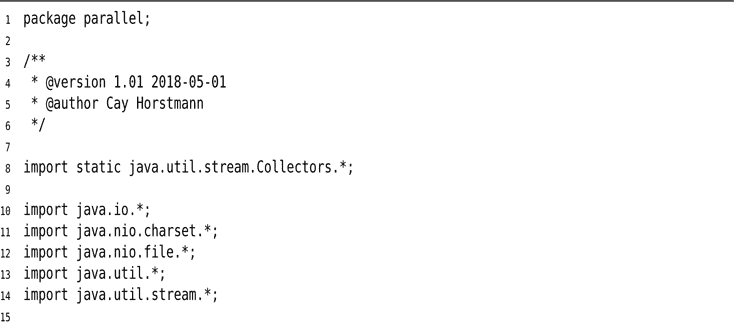 1 package parallel;
2
3 /**
4  * @version 1.01 2018-05-01
5  * @author Cay Horstmann
6  */
7
8 import static java.util.stream.Collectors.*;
9
10 import java.io.*;
11 import java.nio.charset.*;
12 import java.nio.file.*;
13 import java.util.*;
14 import java.util.stream.*;
15